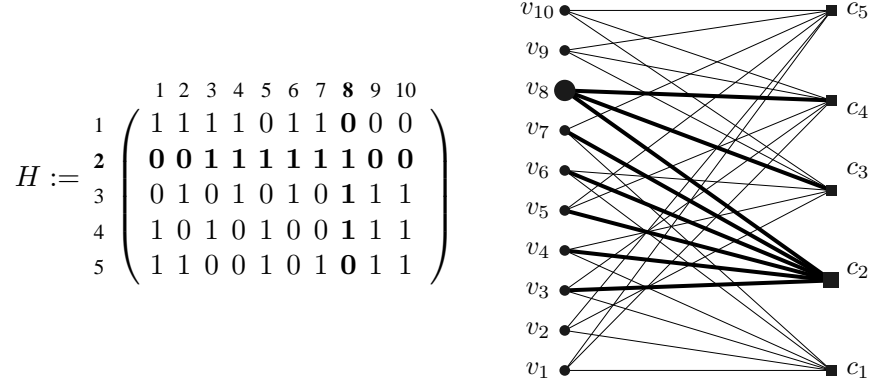 1 2 3 4 5 6 7 8 9 10
H := 1 1 1 1 1 0 1 1 0 0 0
2 0 0 1 1 1 1 1 1 0 0
3 0 1 0 1 0 1 0 1 1 1
4 1 0 1 0 1 0 0 1 1 1
5 1 1 0 0 1 0 1 0 1 1
v10
v9
v8
v7
v6
v5
v4
v3
v2
v1
c5
c4
c3
c2
c1